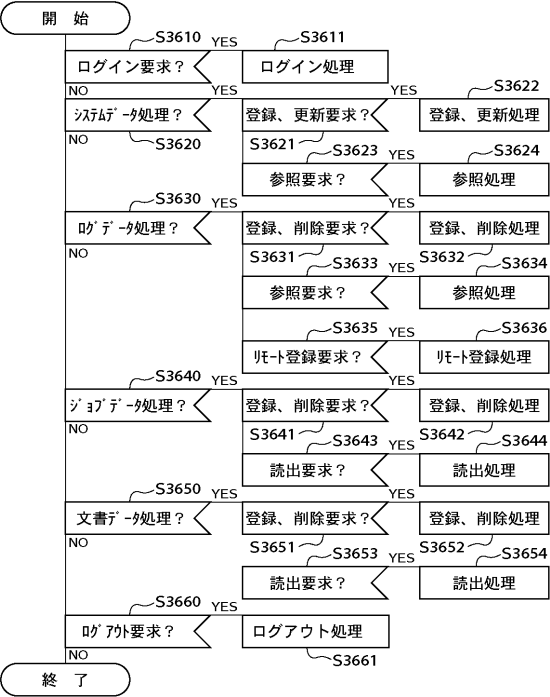 開 始
S3610
YES
S3611
ログイン要求？
ログイン処理
NO
YES
YES
S3622
ｼｽﾃﾑﾃﾞｰﾀ処理？
登録、更新要求？
登録、更新処理
NO
S3620
S3621
S3623
YES
S3624
参照要求？
参照処理
S3630
YES
YES
ﾛｸﾞﾃﾞｰﾀ処理？
登録、削除要求？
登録、削除処理
NO
S3631
S3632
S3633
YES
S3634
参照要求？
参照処理
S3635
YES
S3636
ﾘﾓｰﾄ登録要求？
ﾘﾓｰﾄ登録処理
S3640
YES
YES
ｼﾞｮﾌﾞﾃﾞｰﾀ処理？
登録、削除要求？
登録、削除処理
NO
S3641
S3642
S3643
YES
S3644
読出要求？
読出処理
S3650
YES
YES
文書ﾃﾞｰﾀ処理？
登録、削除要求？
登録、削除処理
NO
S3651
S3652
S3653
YES
S3654
読出要求？
読出処理
S3660
YES
ﾛｸﾞｱｳﾄ要求？
ログアウト処理
NO
S3661
終 了